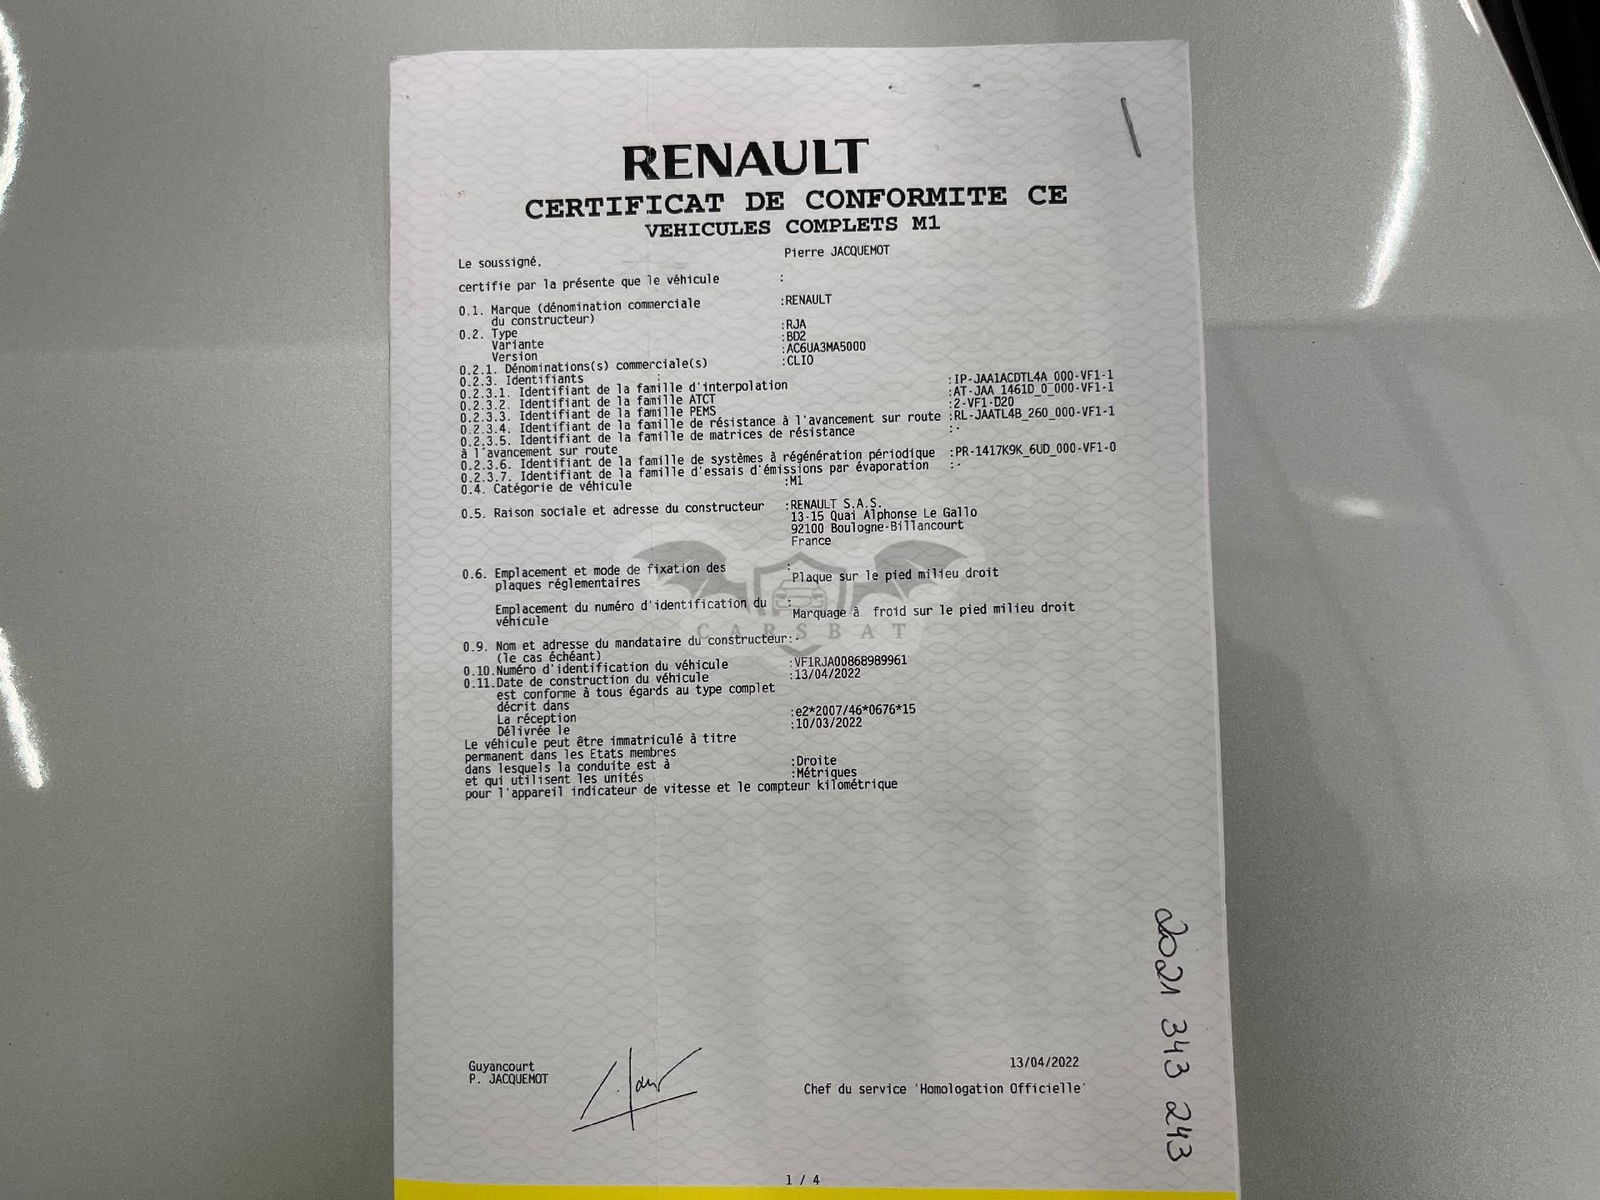 RENAULT
CERTIFICAT DE CONFORMITE CE
VEHICULES COMPLETS M1
Le soussigné, Pierre JACQUEMOT
certifie par la présente que le véhicule :
0.1. Marque (dénomination commerciale :RENAULT
du constructeur)
0.2. Type :RJA
Variante :BD2
Version :AC6UA3MA5000
0.2.1. Dénominations(s) commerciale(s) :CLIO
0.2.3. Identifiants :
0.2.3.1. Identifiant de la famille d'interpolation :IP-JAA1ACDTL4A_000-VF1-1
0.2.3.2. Identifiant de la famille ATCT :AT-JAA_1461D_0_000-VF1-1
0.2.3.3. Identifiant de la famille PEMS :2-VF1-D20
0.2.3.4. Identifiant de la famille de résistance à l'avancement sur route :RL-JAATL4B_260_000-VF1-1
0.2.3.5. Identifiant de la famille de matrices de résistance :-
à l'avancement sur route
0.2.3.6. Identifiant de la famille de systèmes à régénération périodique :PR-1417K9K_6UD_000-VF1-0
0.2.3.7. Identifiant de la famille d'essais d'émissions par évaporation :-
0.4. Catégorie de véhicule :M1
0.5. Raison sociale et adresse du constructeur :RENAULT S.A.S.
13-15 Quai Alphonse Le Gallo
92100 Boulogne-Billancourt
France
0.6. Emplacement et mode de fixation des :
plaques réglementaires Plaque sur le pied milieu droit
Emplacement du numéro d'identification du :
véhicule Marquage à froid sur le pied milieu droit
CARSBAT
0.9. Nom et adresse du mandataire du constructeur:-
(le cas échéant)
0.10.Numéro d'identification du véhicule :VF1RJA00868989961
0.11.Date de construction du véhicule :13/04/2022
est conforme à tous égards au type complet
décrit dans
La réception :e2*2007/46*0676*15
Délivrée le :10/03/2022
Le véhicule peut être immatriculé à titre
permanent dans les Etats membres
dans lesquels la conduite est à :Droite
et qui utilisent les unités :Métriques
pour l'appareil indicateur de vitesse et le compteur kilométrique
Guyancourt 13/04/2022
P. JACQUEMOT
Chef du service 'Homologation Officielle'
2021 343 243
1 / 4